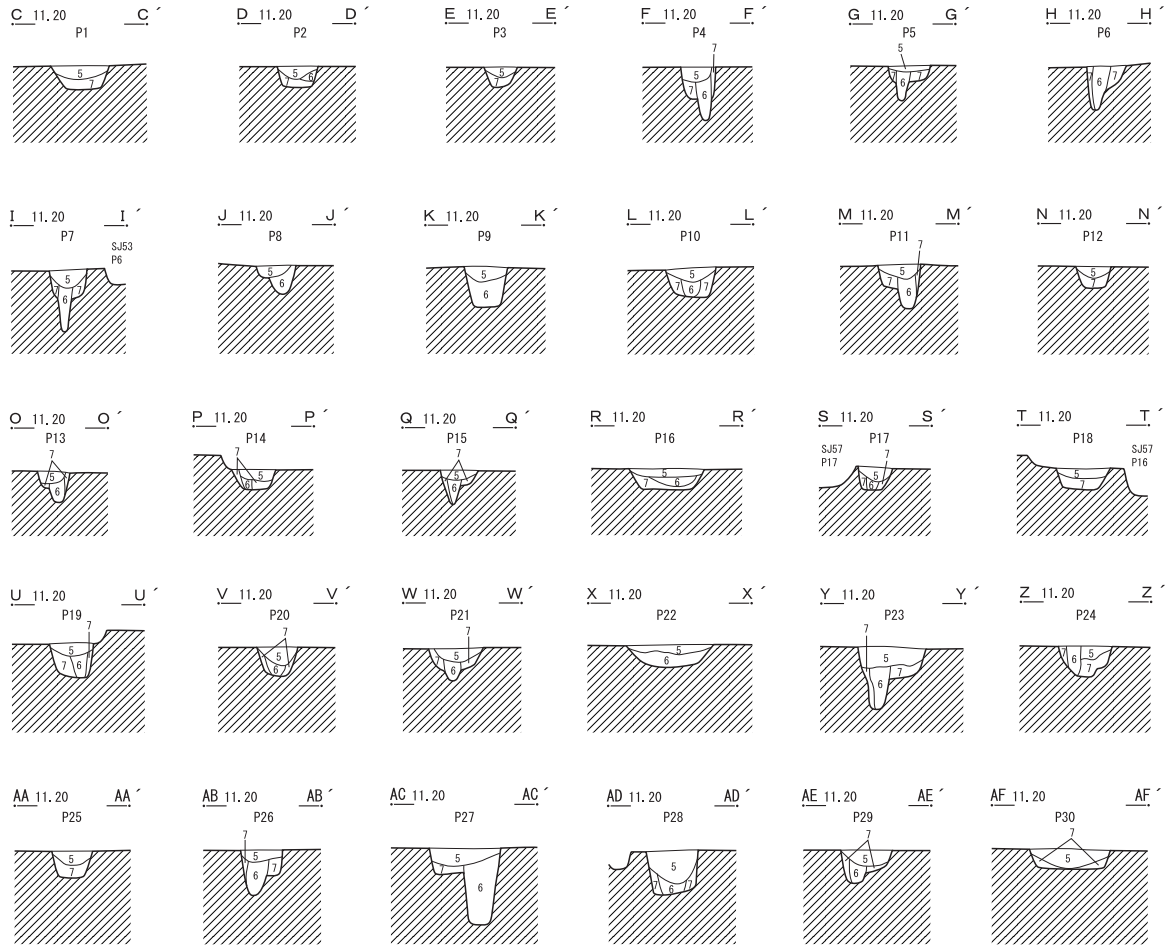 C 11.20 C´ D 11.20 D´ E 11.20 E´ F 11.20 F´ G 11.20 G´ H 11.20 H´
P1 P2 P3 P4 P5 P6
7 5
5 7 5 6 7 5 7 5 7 6 7 6 6 7
I 11.20 I´ J 11.20 J´ K 11.20 K´ L 11.20 L´ M 11.20 M´ N 11.20 N´
P7 P8 P9 P10 P11 P12
SJ53
P6
7
5 7 6 7 5 6 5 6 5 7 6 7 5 7 6 5 7
O 11.20 O´ P 11.20 P´ Q 11.20 Q´ R 11.20 R´ S 11.20 S´ T 11.20 T´
P13 P14 P15 P16 P17 P18
SJ57
P17
SJ57
P16
7 7 7 7
5 6 5 6 5 6 5 7 6 5 7 6 7 5 7
U 11.20 U´ V 11.20 V´ W 11.20 W´ X 11.20 X´ Y 11.20 Y´ Z 11.20 Z´
P19 P20 P21 P22 P23 P24
7 7 7 7
5 7 6 5 6 7 5 7 6 5 6 5 7 6 7 6 5 7
AA 11.20 AA´ AB 11.20 AB´ AC 11.20 AC´ AD 11.20 AD´ AE 11.20 AE´ AF 11.20 AF´
P25 P26 P27 P28 P29 P30
7 7 7
5 7 5 6 7 5 7 6 5 7 6 7 5 6 5